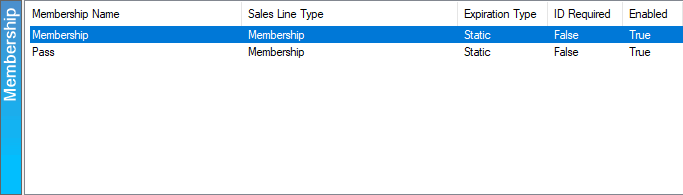 Membership
Membership Name Sales Line Type Expiration Type ID Required Enabled
Membership Membership Static False True
Pass Membership Static False True